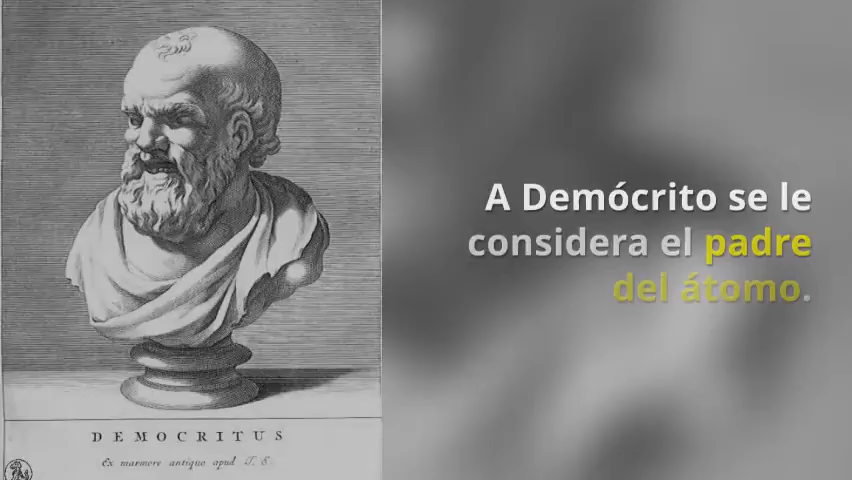 A Demócrito se le
considera el padre
del átomo.
DEMOCRITUS
Ex marmore antiquo apud